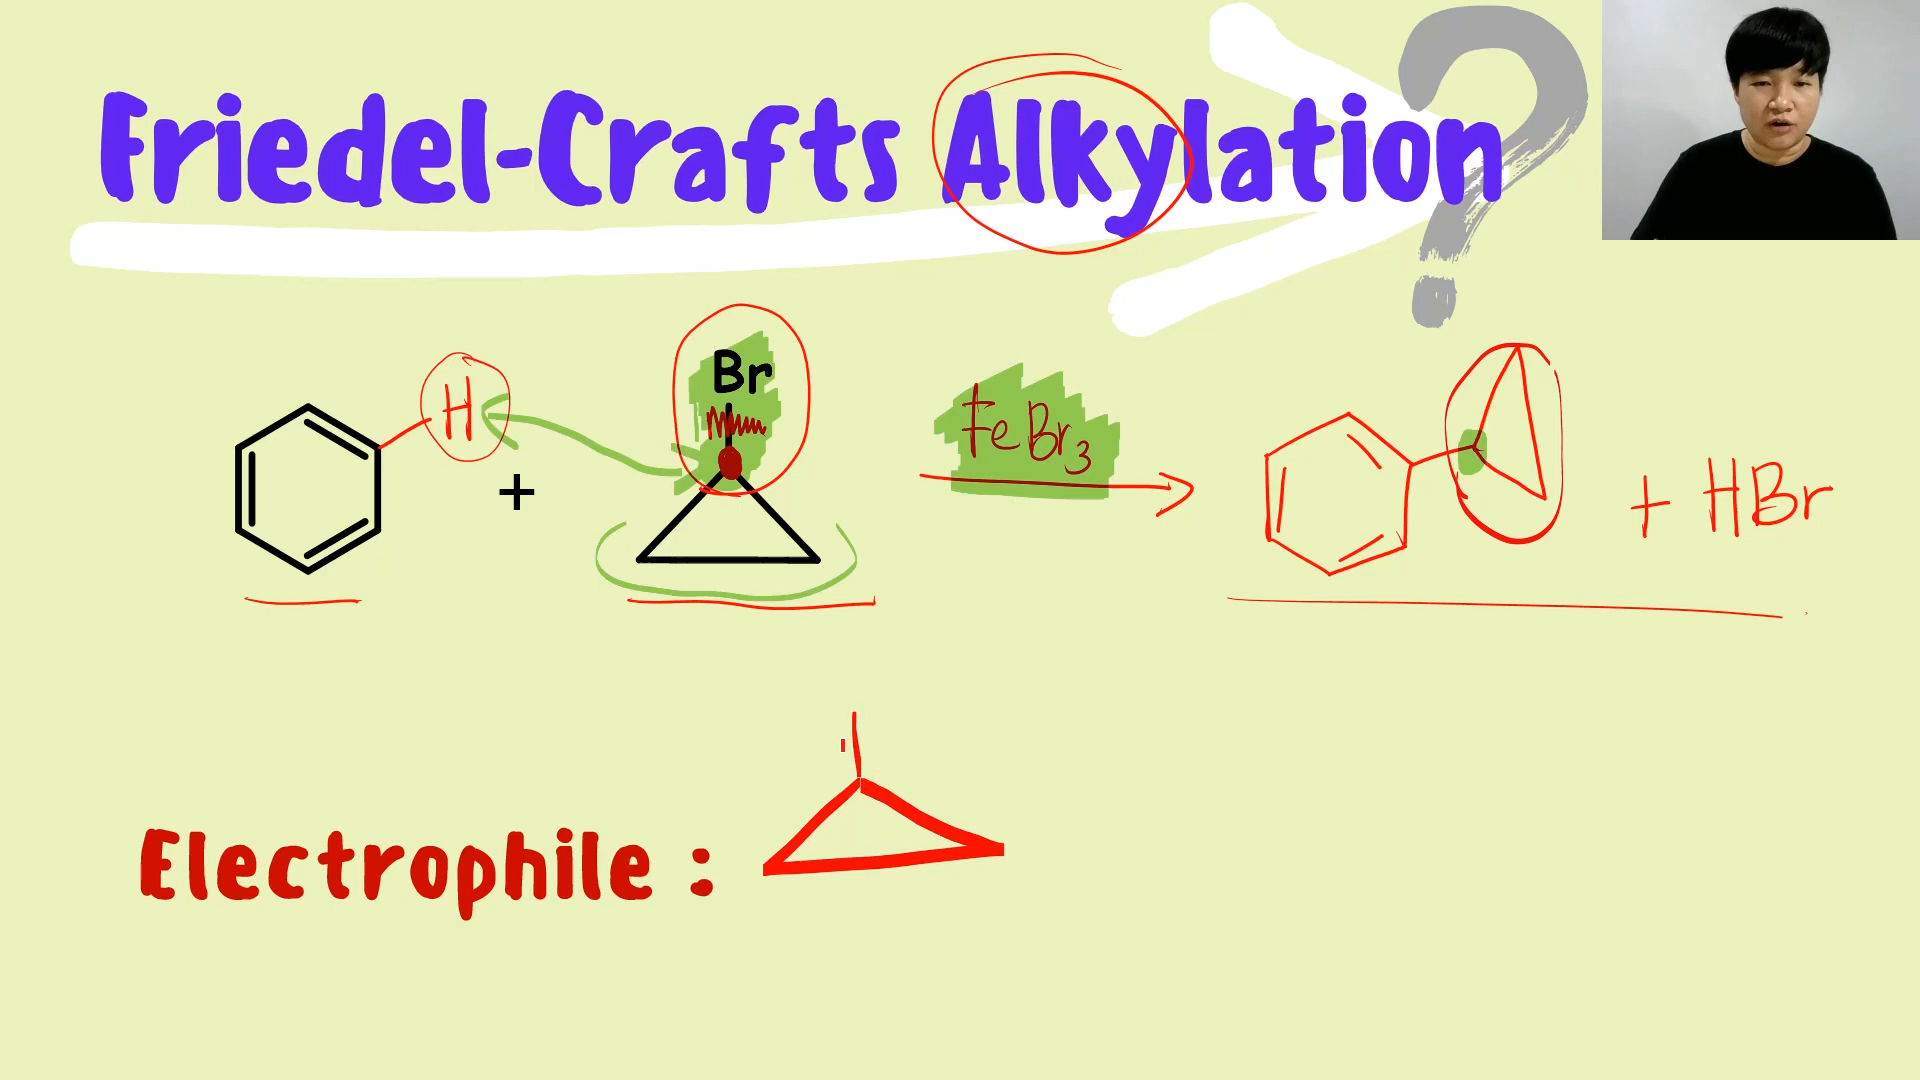 Friedel-Crafts Alkylation ?
H
Br
+
FeBr3
+ HBr
Electrophile :